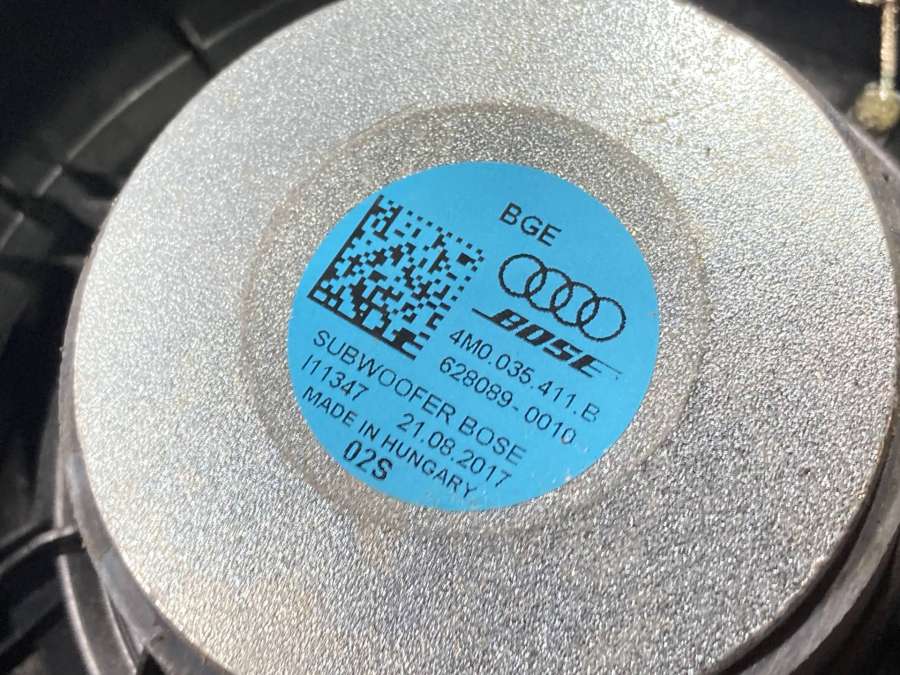 BGE
BOSE
4M0.035.411.B
628089-0010
SUBWOOFER BOSE
I11347 21.08.2017
MADE IN HUNGARY
02S